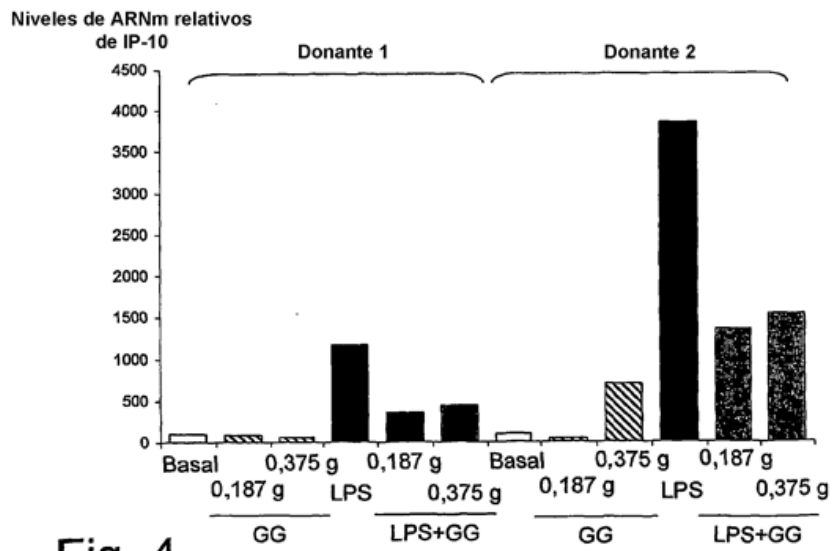 Niveles de ARNm relativos
de IP-10
Donante 1
Donante 2
4500
4000
3500
3000
2500
2000
1500
1000
500
0
Basal 0,375 g 0,187 g Basal 0,375 g 0,187 g
0,187 g LPS 0,375 g 0,187 g LPS 0,375 g
GG LPS+GG GG LPS+GG
Fig. 4